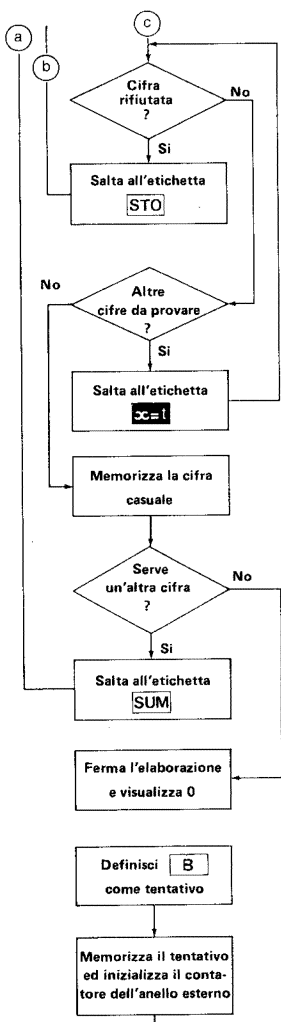 a
c
b
Cifra
rifiutata
?
No
Si
Salta all'etichetta
STO
No
Altre
cifre da provare
?
Si
Salta all'etichetta
x=t
Memorizza la cifra
casuale
Serve
un'altra cifra
?
No
Si
Salta all'etichetta
SUM
Ferma l'elaborazione
e visualizza 0
Definisci B
come tentativo
Memorizza il tentativo
ed inizializza il conta-
tore dell'anello esterno